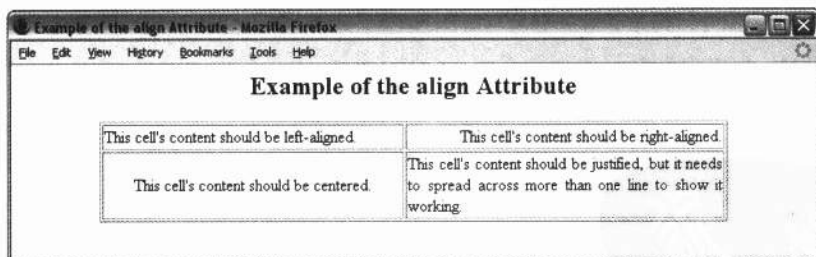 Example of the align Attribute - Mozilla Firefox
File Edit View History Bookmarks Tools Help
Example of the align Attribute
This cell's content should be left-aligned.
This cell's content should be right-aligned.
This cell's content should be centered.
This cell's content should be justified, but it needs
to spread across more than one line to show it
working.